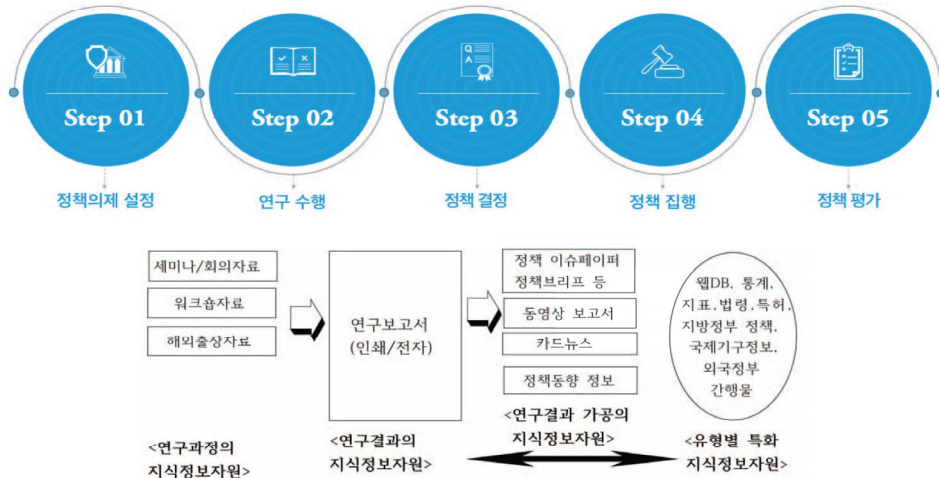 Step 01
Step 02
Q
A
Step 03
Step 04
Step 05
정책의제 설정
연구 수행
정책 결정
정책 집행
정책 평가
세미나/회의자료
워크숍자료
해외출상자료
<연구과정의
지식정보자원>
연구보고서
(인쇄/전자)
<연구결과의
지식정보자원>
정책 이슈페이퍼
정책브리프 등
동영상 보고서
카드뉴스
정책동향 정보
<연구결과 가공의
지식정보자원>
웹DB, 통계,
지표,법령,특허,
지방정부 정책,
국제기구정보,
외국정부
간행물
<유형별 특화
지식정보자원>